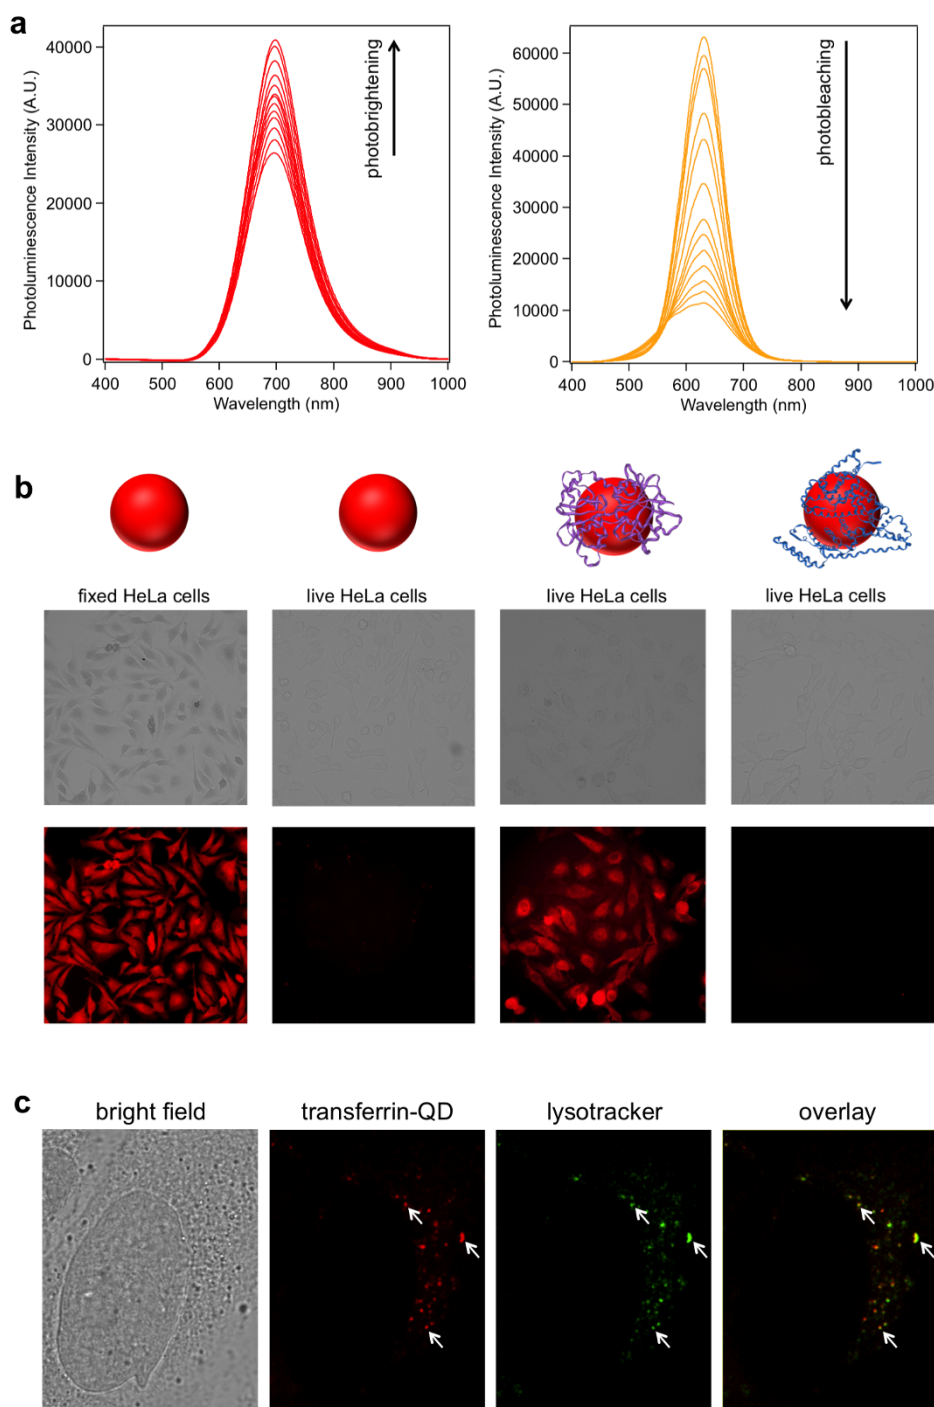 a
Photoluminescence Intensity (A.U.)
40000
30000
20000
10000
0
400 500 600 700 800 900 1000
Wavelength (nm)
photobrightening
Photoluminescence Intensity (A.U.)
60000
50000
40000
30000
20000
10000
0
400 500 600 700 800 900 1000
Wavelength (nm)
photobleaching
b
fixed HeLa cells live HeLa cells live HeLa cells live HeLa cells
c
bright field transferrin-QD lysotracker overlay